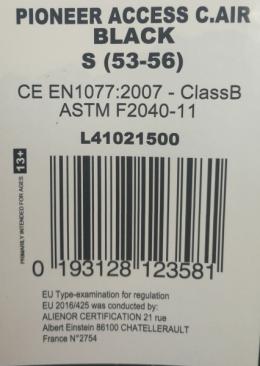 PIONEER ACCESS C.AIR
BLACK
S (53-56)
CE EN1077:2007 - ClassB
ASTM F2040-11
L41021500
13+
PRIMARILY INTENDED FOR AGES
0 193128 123581
EU Type-examination for regulation
EU 2016/425 was conducted by:
ALIENOR CERTIFICATION 21 rue
Albert Einstein 86100 CHATELLERAULT
France N°2754